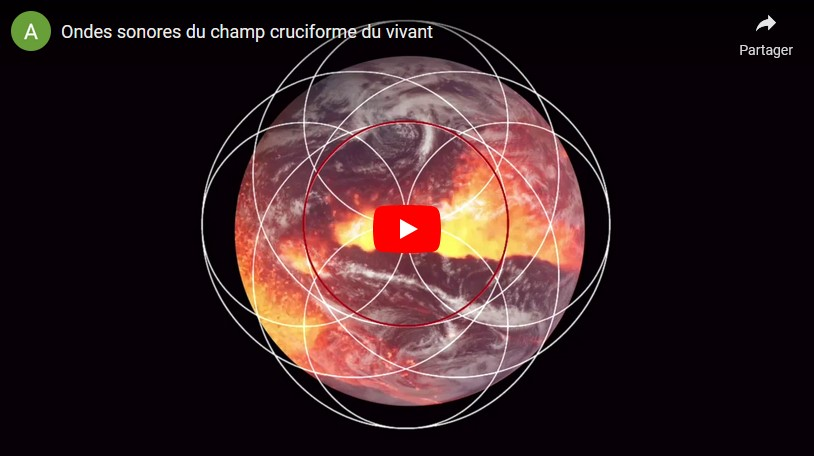 A
Ondes sonores du champ cruciforme du vivant
Partager